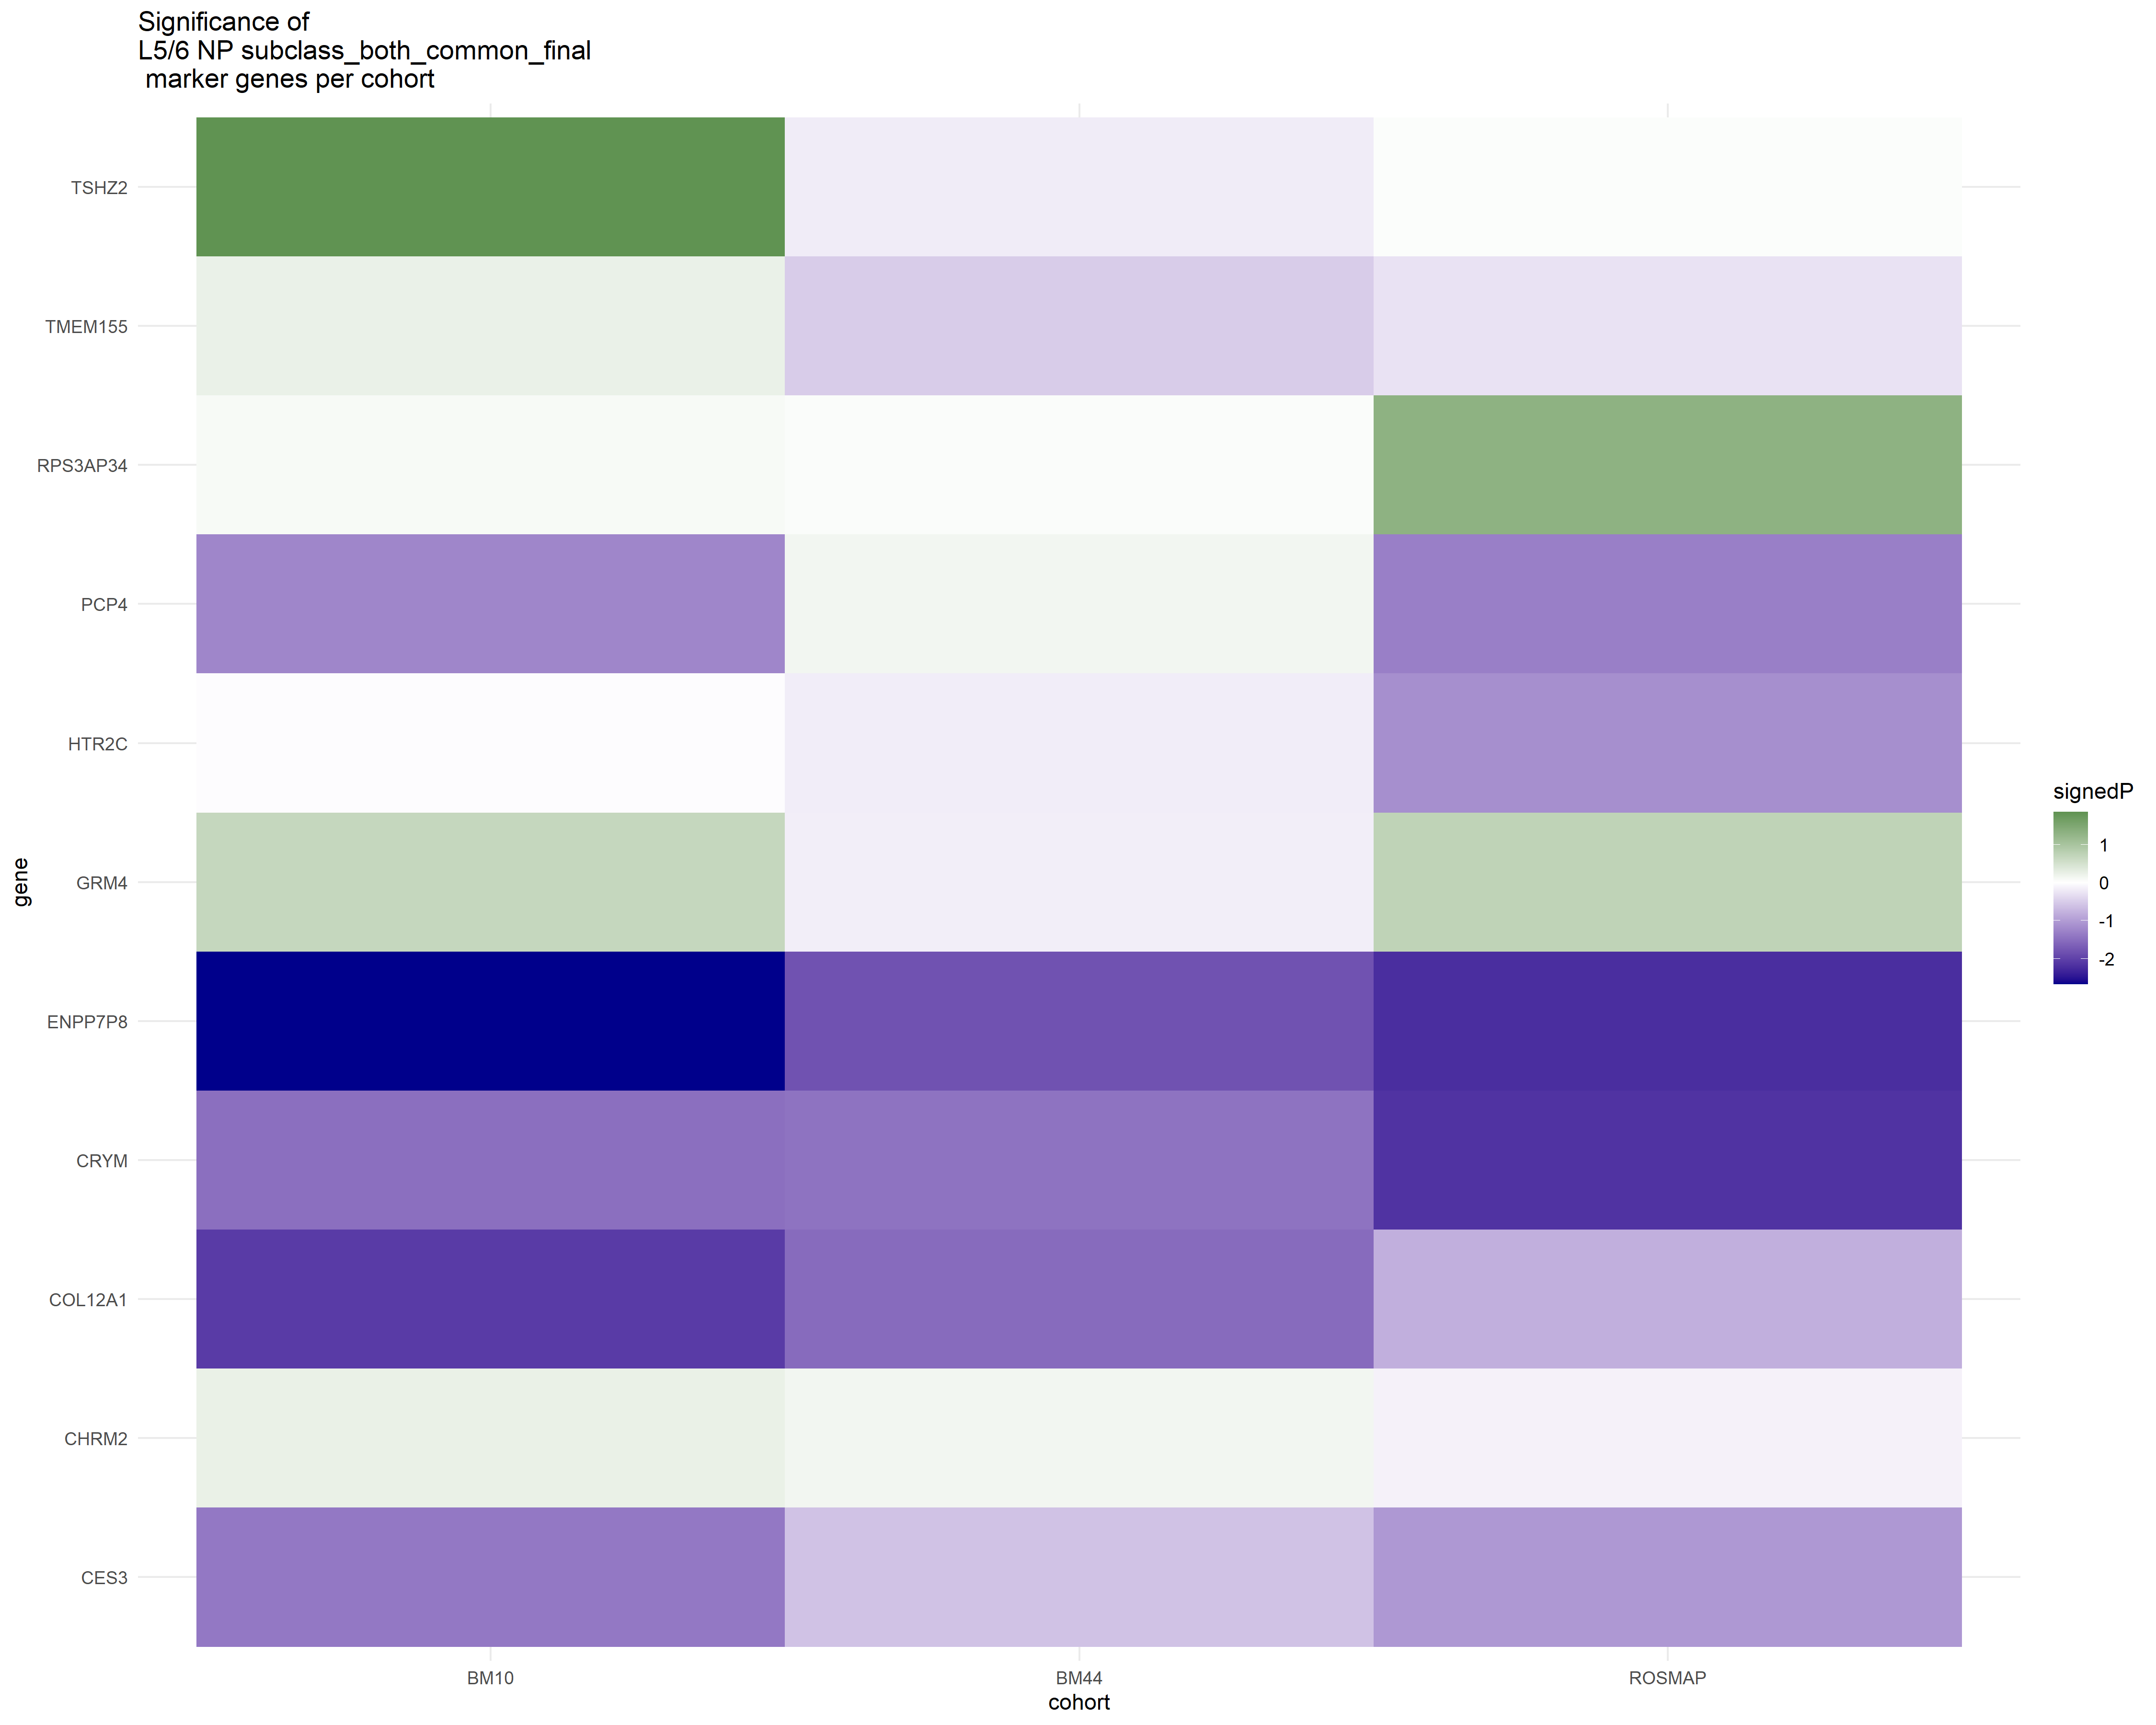 Significance of
L5/6 NP subclass_both_common_final
marker genes per cohort
TSHZ2
TMEM155
RPS3AP34
PCP4
HTR2C
GRM4
ENPP7P8
CRYM
COL12A1
CHRM2
CES3
gene
BM10
BM44
ROSMAP
cohort
signedP
1
0
-1
-2